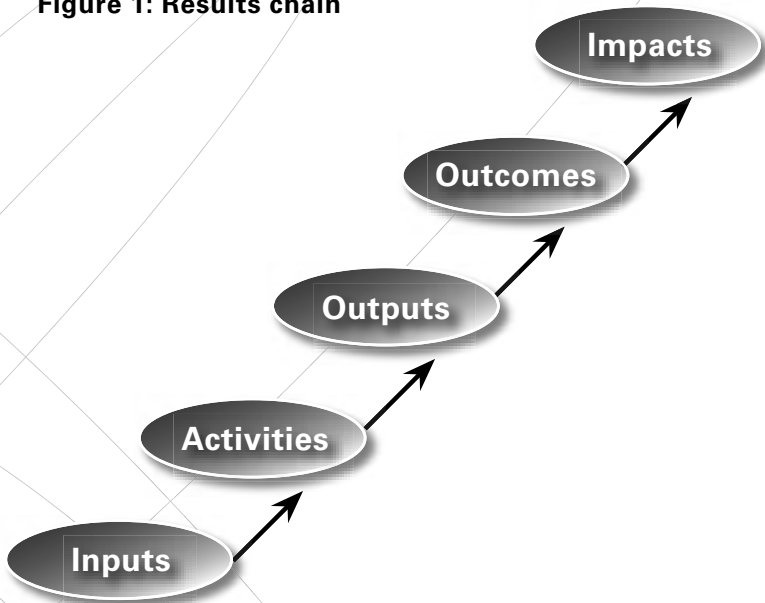 Figure 1: Results chain
Impacts
Outcomes
Outputs
Activities
Inputs